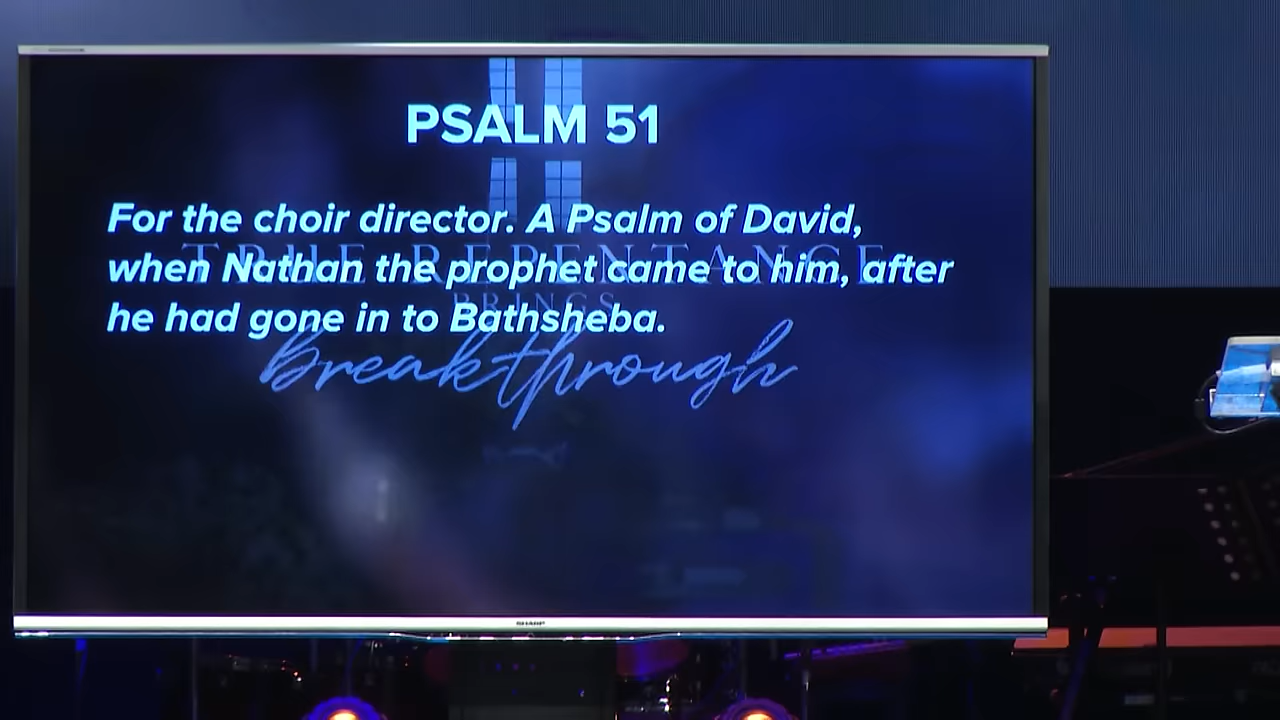 PSALM 51
For the choir director. A Psalm of David,
TRUE REPENTANCE
when Nathan the prophet came to him, after
BRINGS
he had gone in to Bathsheba.
Breakthrough
SHARP